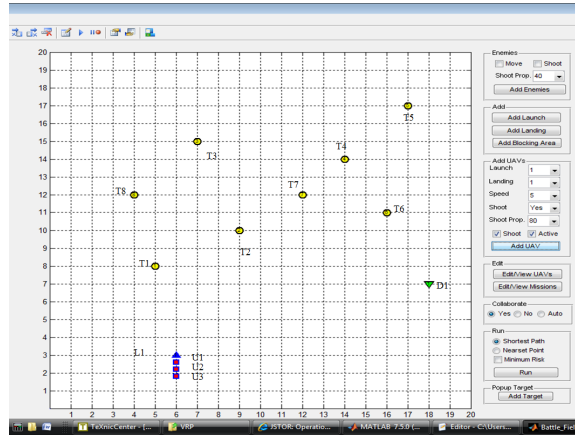 20
19
18
17
16
15
14
13
12
11
10
9
8
7
6
5
4
3
2
1
1 2 3 4 5 6 7 8 9 10 11 12 13 14 15 16 17 18 19 20
T5
T4
T3
T7
T8
T6
T2
T1
D1
L1
U1
U2
U3
Enemies
Move Shoot
Shoot Prop. 40
Add Enemies
Add
Add Launch
Add Landing
Add Blocking Area
Add UAVs
Launch 1
Landing 1
Speed 5
Shoot Yes
Shoot Prop. 80
Shoot Active
Add UAV
Edit
Edit/View UAVs
Edit/View Missions
Collaborate
Yes No Auto
Run
Shortest Path
Nearset Point
Minimum Risk
Run
Popup Target
Add Target
TeXnicCenter - [... VRP JSTOR: Operatio... MATLAB 7.5.0 (... Editor - C:\Users... Battle_Fiel